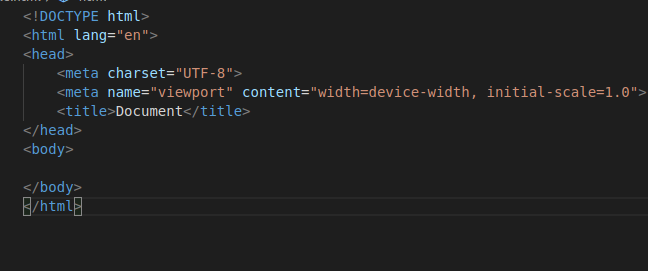 <!DOCTYPE html>
<html lang="en">
<head>
    <meta charset="UTF-8">
    <meta name="viewport" content="width=device-width, initial-scale=1.0">
    <title>Document</title>
</head>
<body>

</body>
</html>